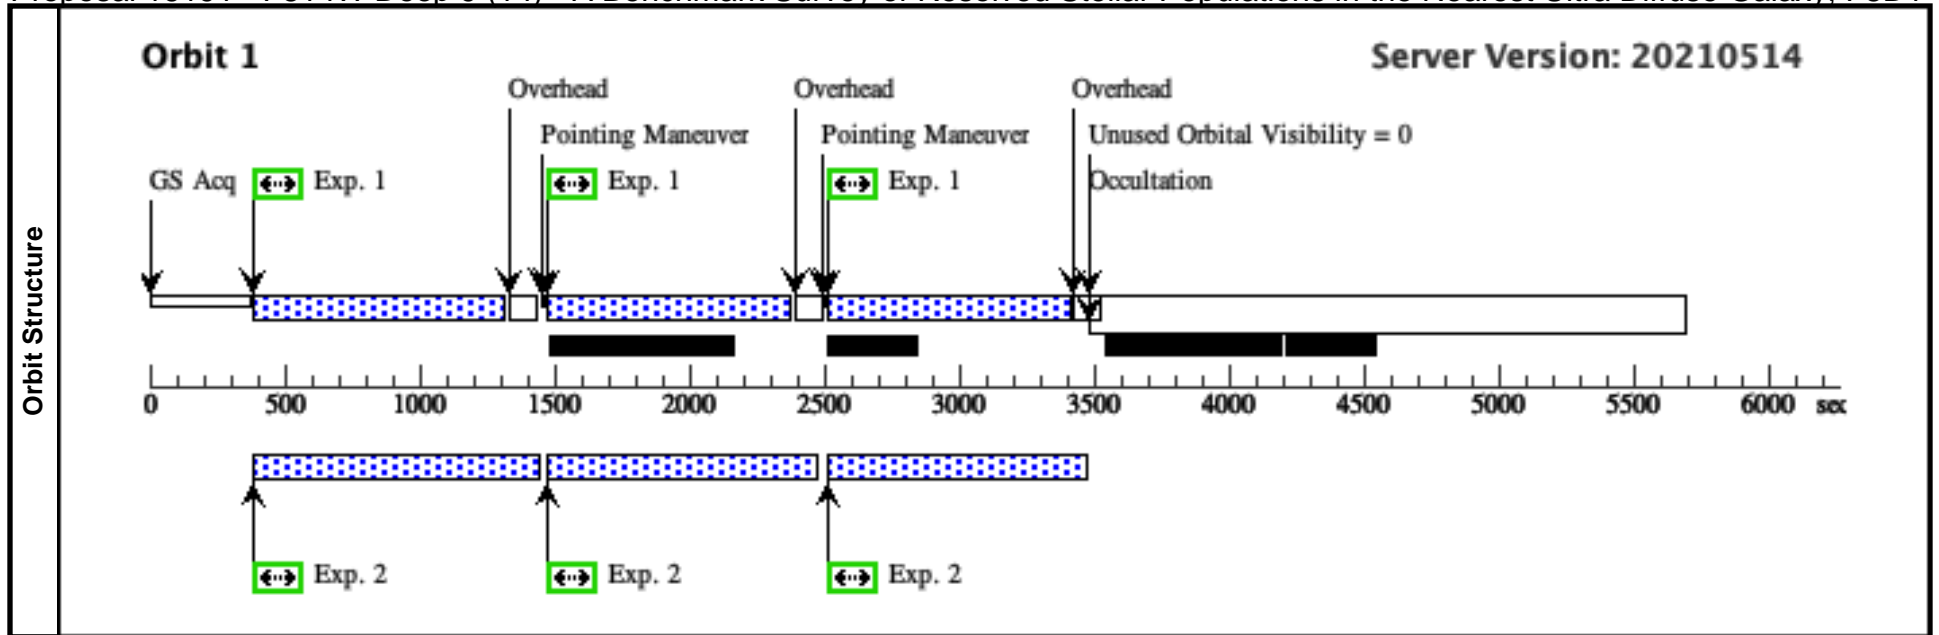 Orbit 1
Server Version: 20210514
Overhead
Overhead
Overhead
Pointing Maneuver
Pointing Maneuver
Unused Orbital Visibility = 0
GS Acq
Exp. 1
Exp. 1
Exp. 1
Occultation
Orbit Structure
0 500 1000 1500 2000 2500 3000 3500 4000 4500 5000 5500 6000 sec
Exp. 2
Exp. 2
Exp. 2